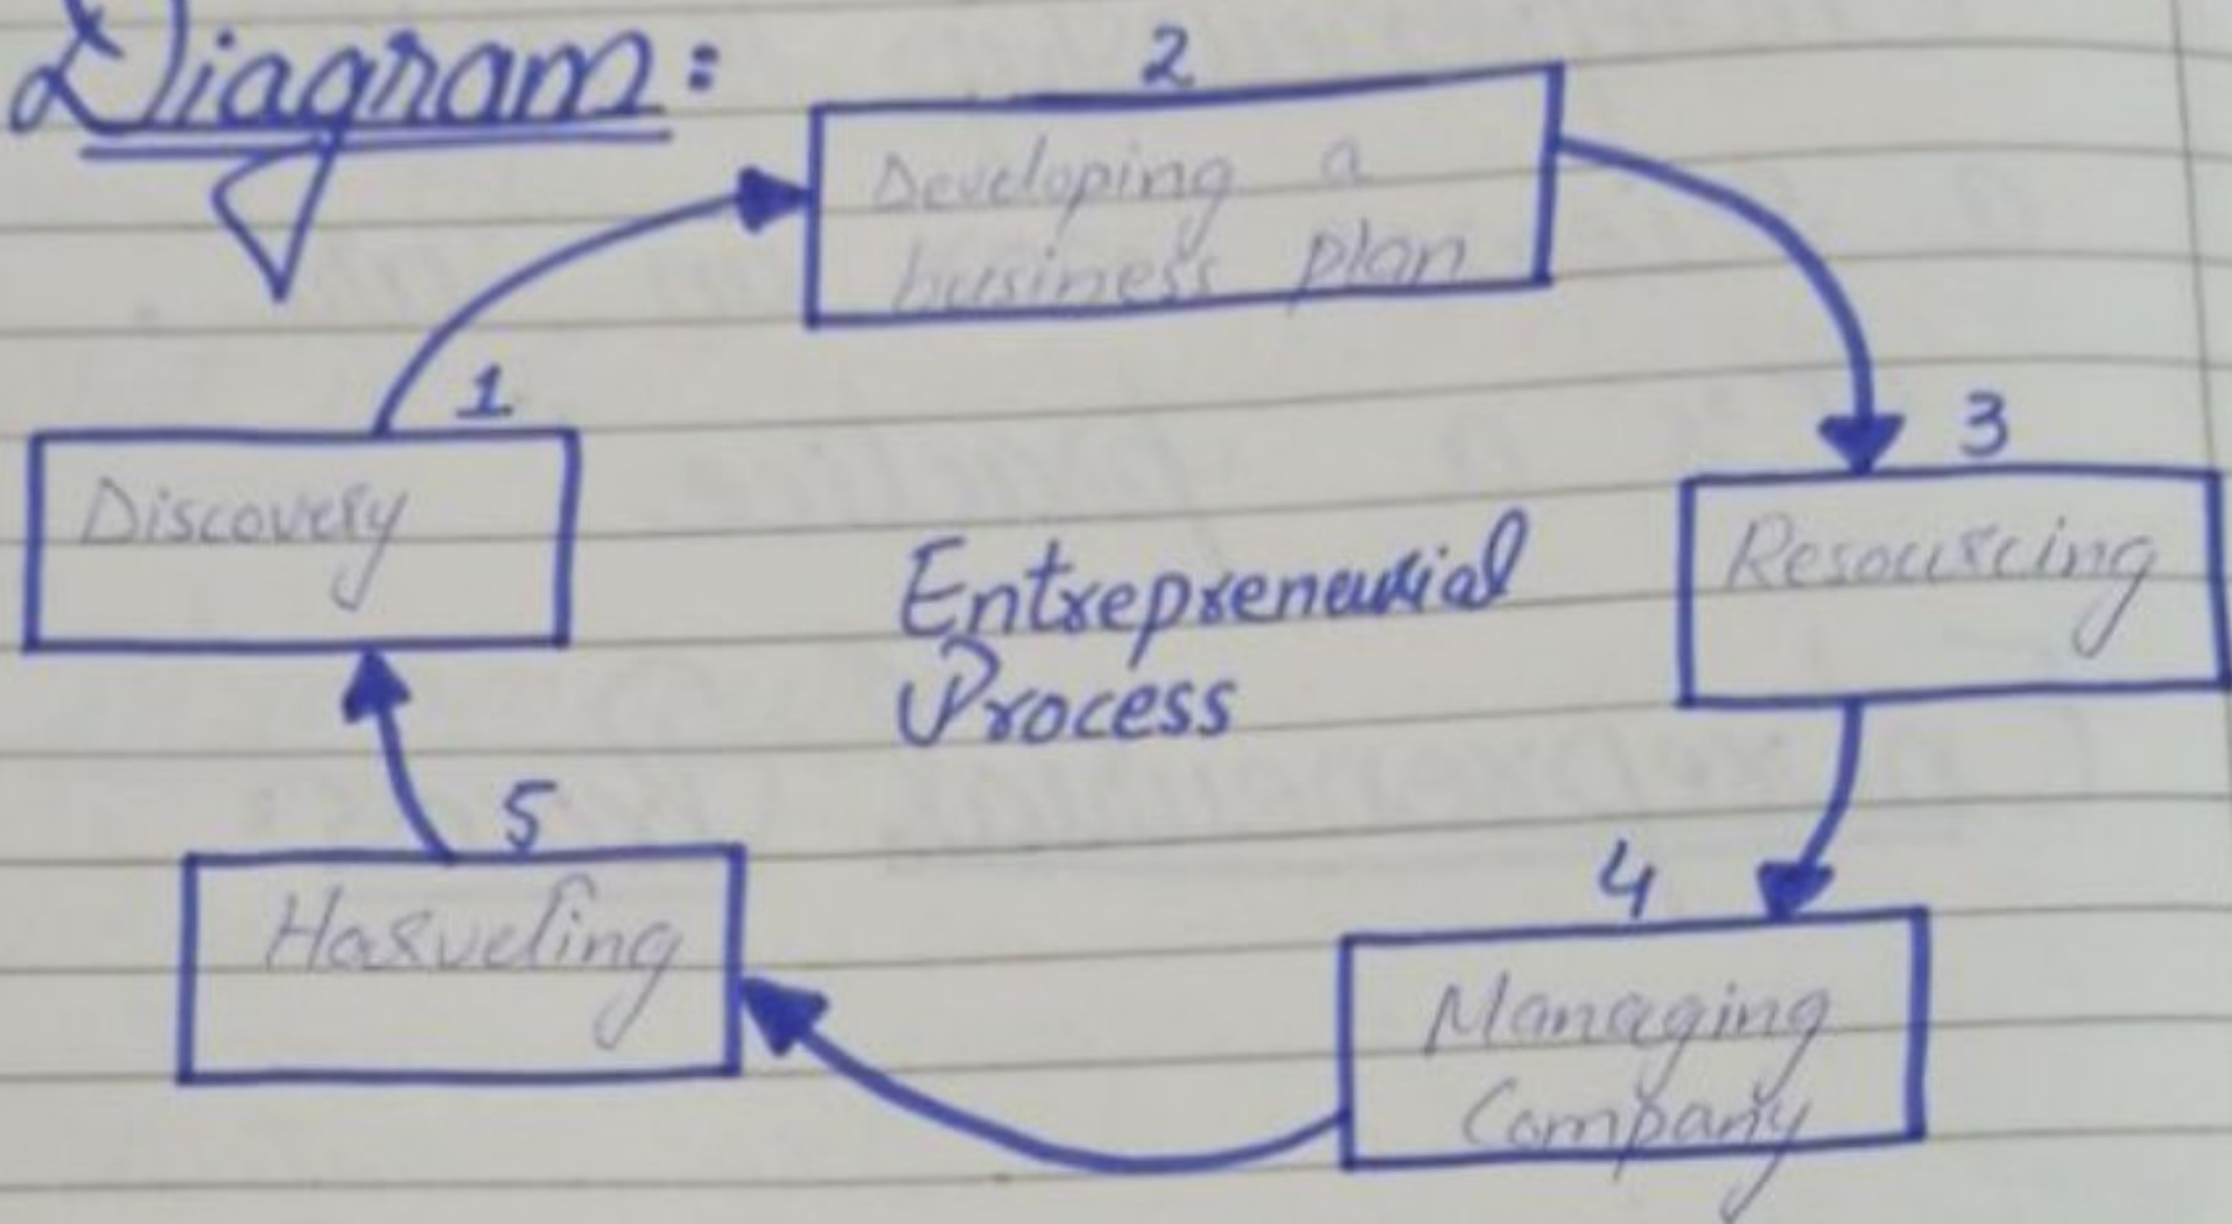 Diagram:
2
Developing a
business plan
1
Discovery
3
Resourcing
Entrepreneurial
Process
5
Harveting
4
Managing
Company